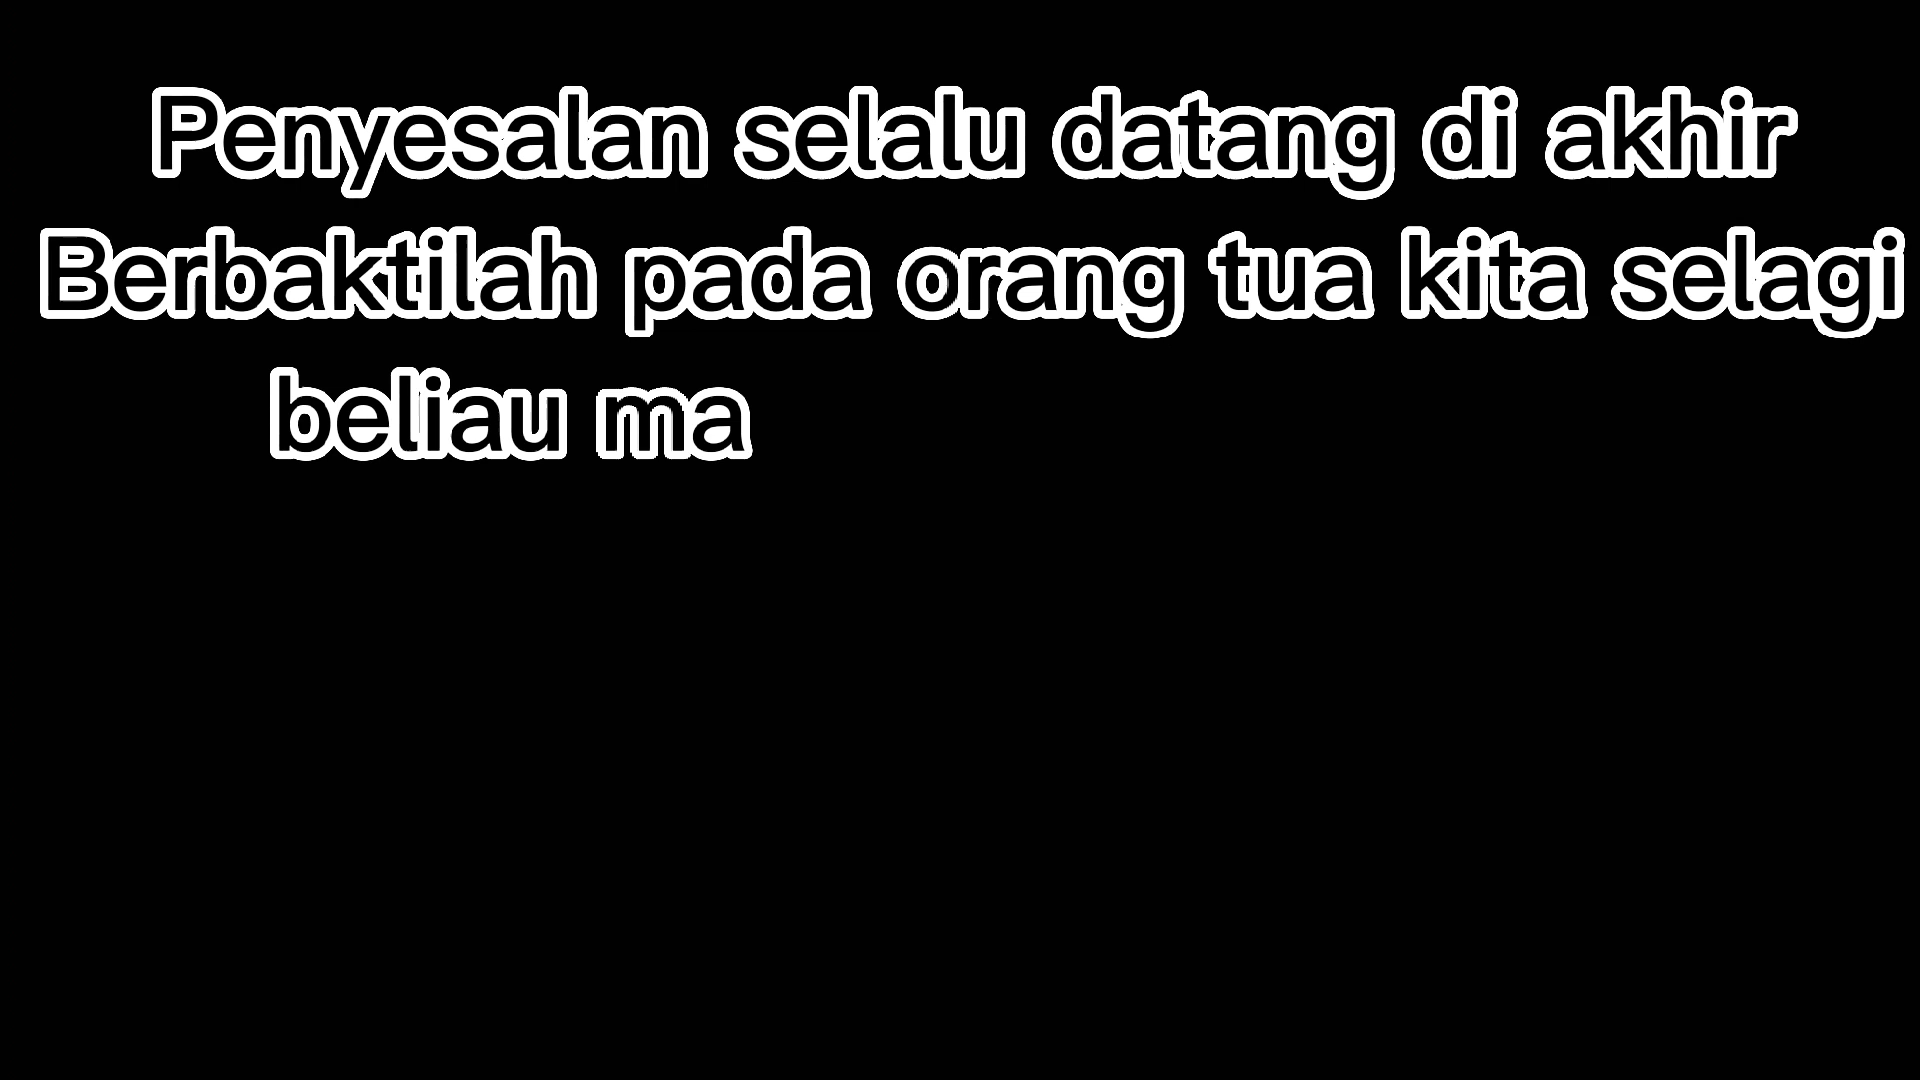 Penyesalan selalu datang di akhir
Berbaktilah pada orang tua kita selagi
beliau ma